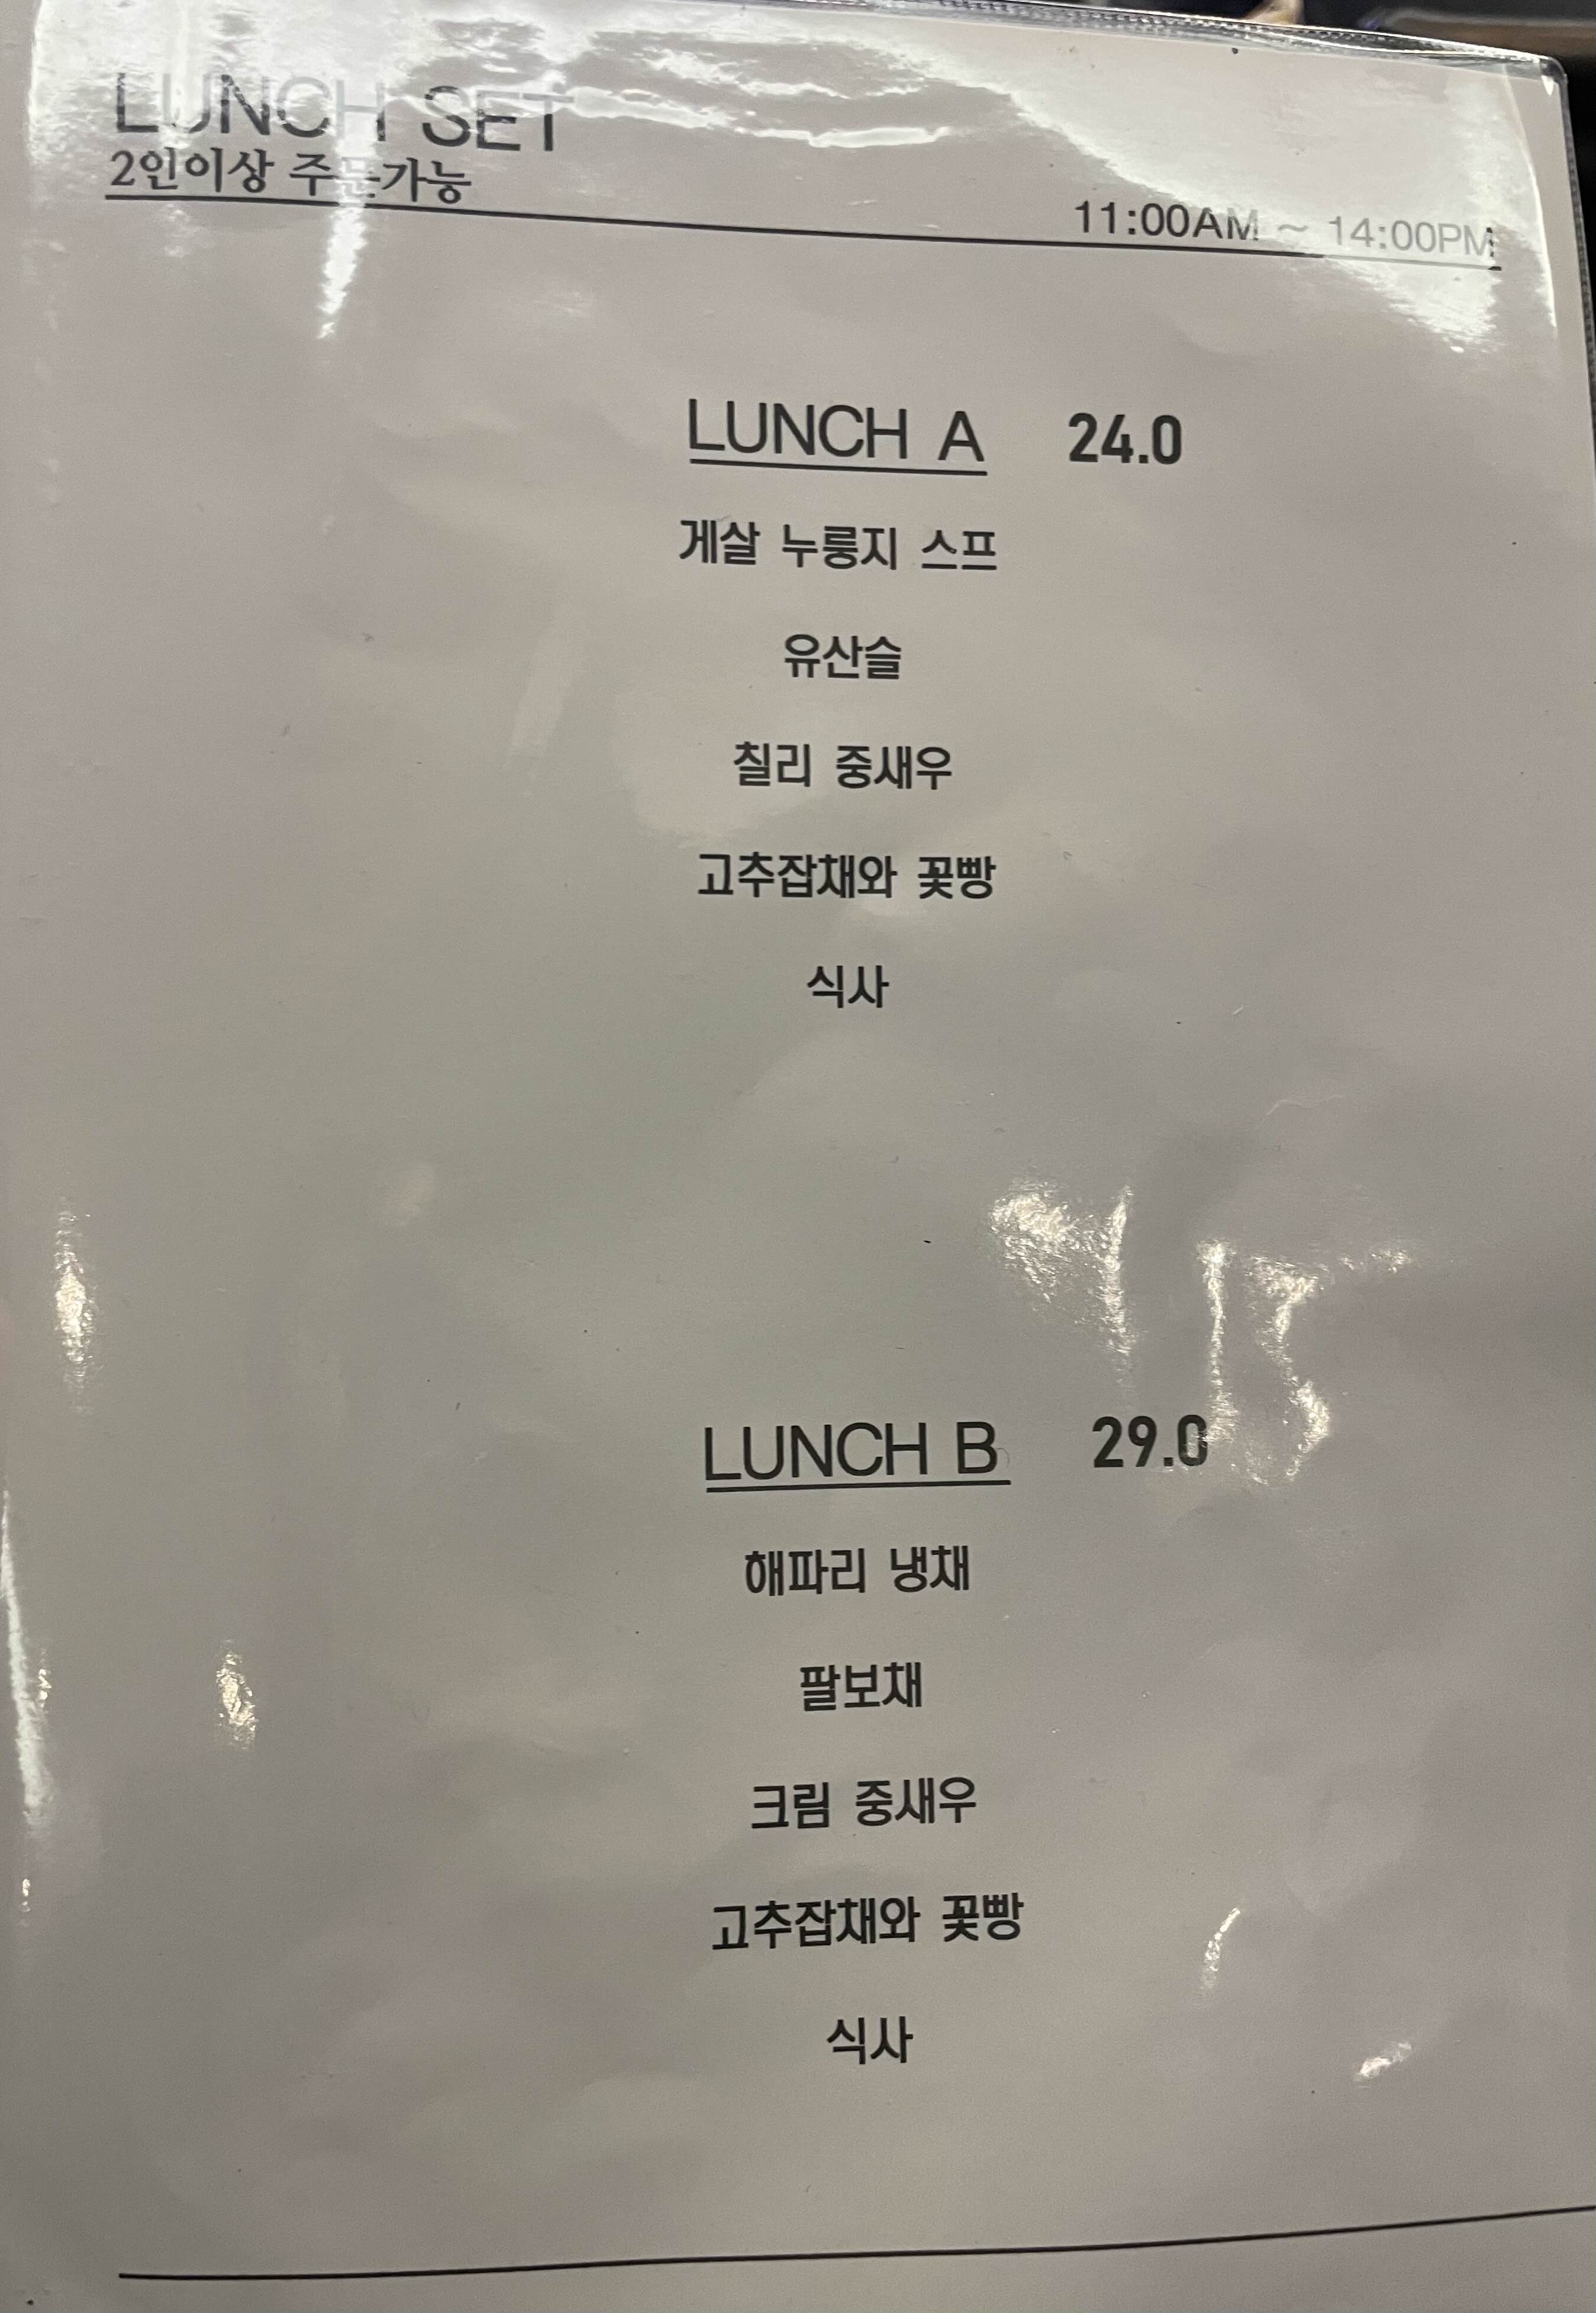 LUNCH SET
2인이상 주문가능
11:00AM ~ 14:00PM
LUNCH A 24.0
게살 누룽지 스프
유산슬
칠리 중새우
고추잡채와 꽃빵
식사
LUNCH B 29.0
해파리 냉채
팔보채
크림 중새우
고추잡채와 꽃빵
식사